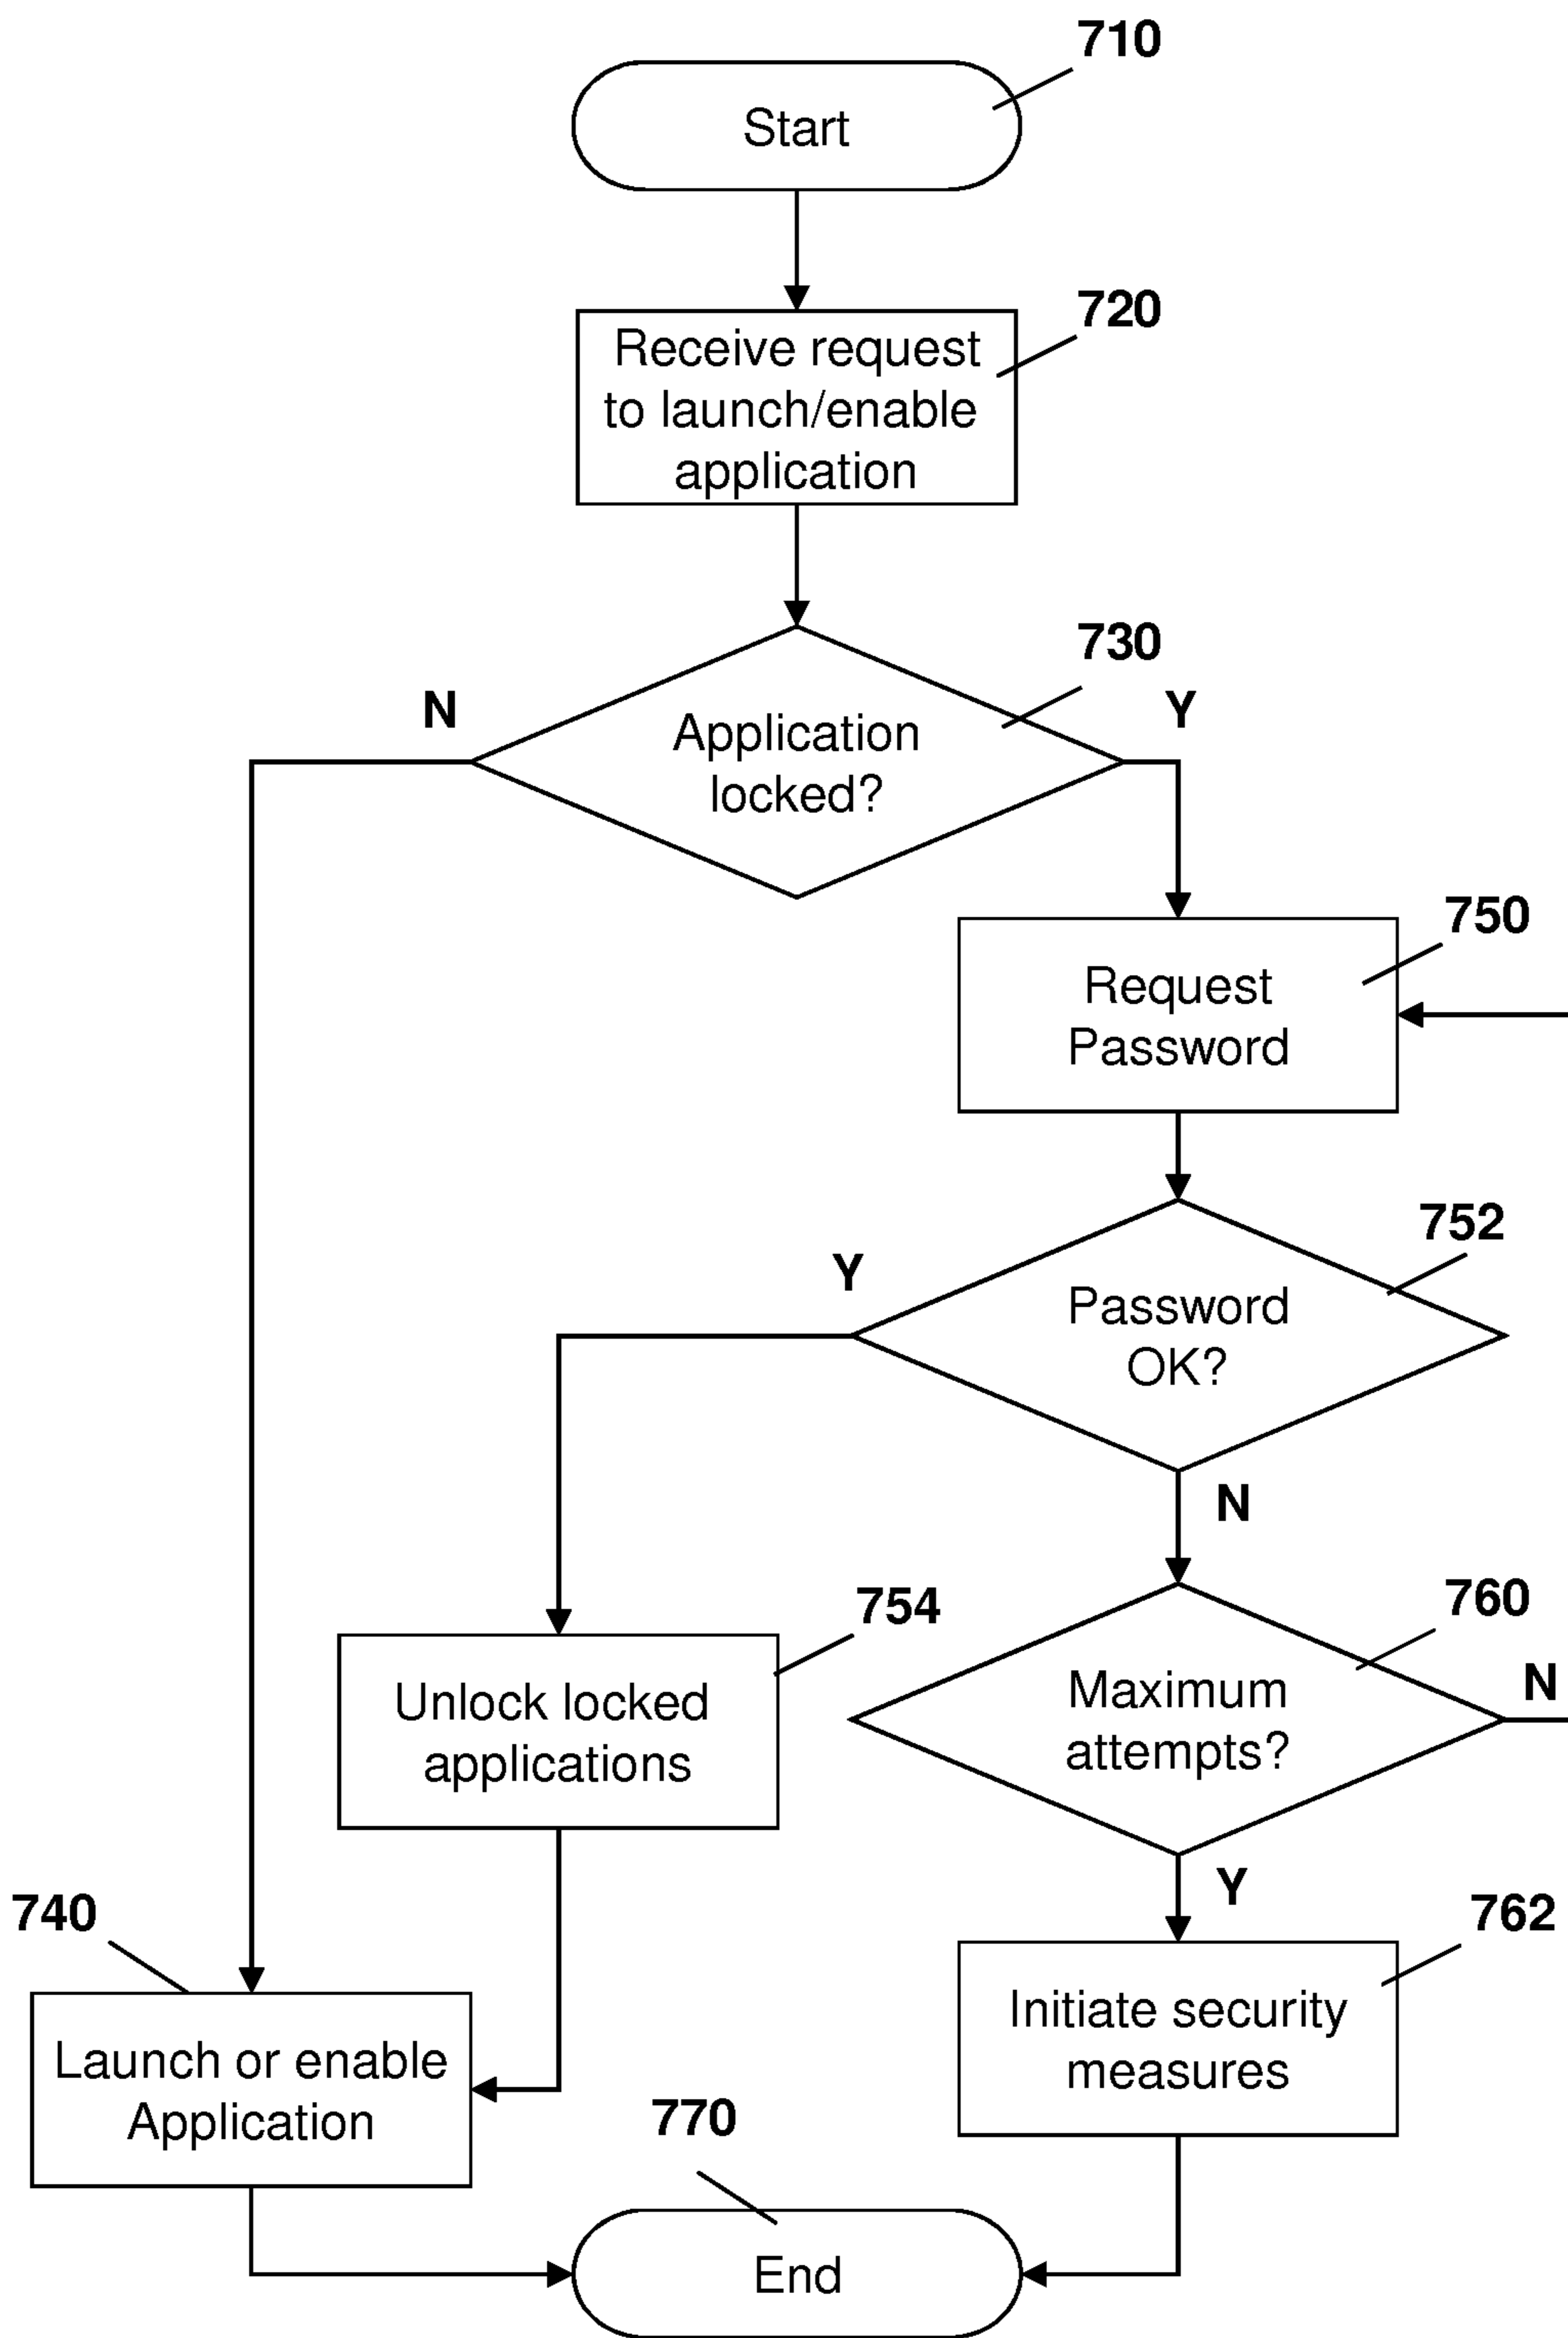 710
Start
720
Receive request
to launch/enable
application
730
N
Y
Application
locked?
750
Request
Password
752
Y
Password
OK?
N
754
760
Unlock locked
applications
Maximum
attempts?
N
Y
740
762
Launch or enable
Application
Initiate security
measures
770
End